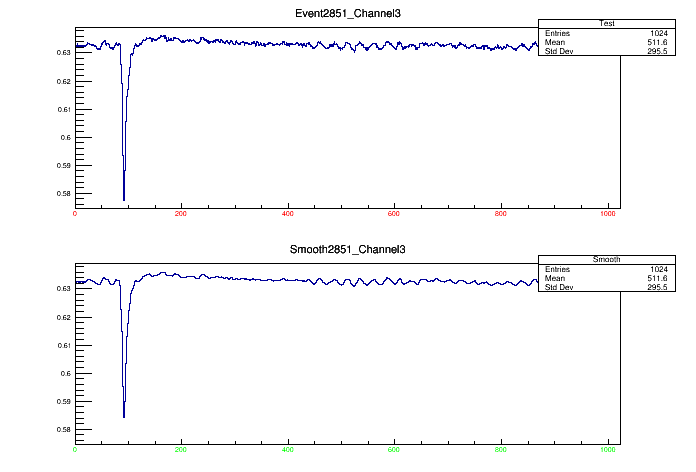 Event2851_Channel3
Test
Entries 1024
Mean 511.6
Std Dev 295.5
0.63
0.62
0.61
0.6
0.59
0.58
0 200 400 600 800 1000
Smooth2851_Channel3
Smooth
Entries 1024
Mean 511.6
Std Dev 295.5
0.63
0.62
0.61
0.6
0.59
0.58
0 200 400 600 800 1000